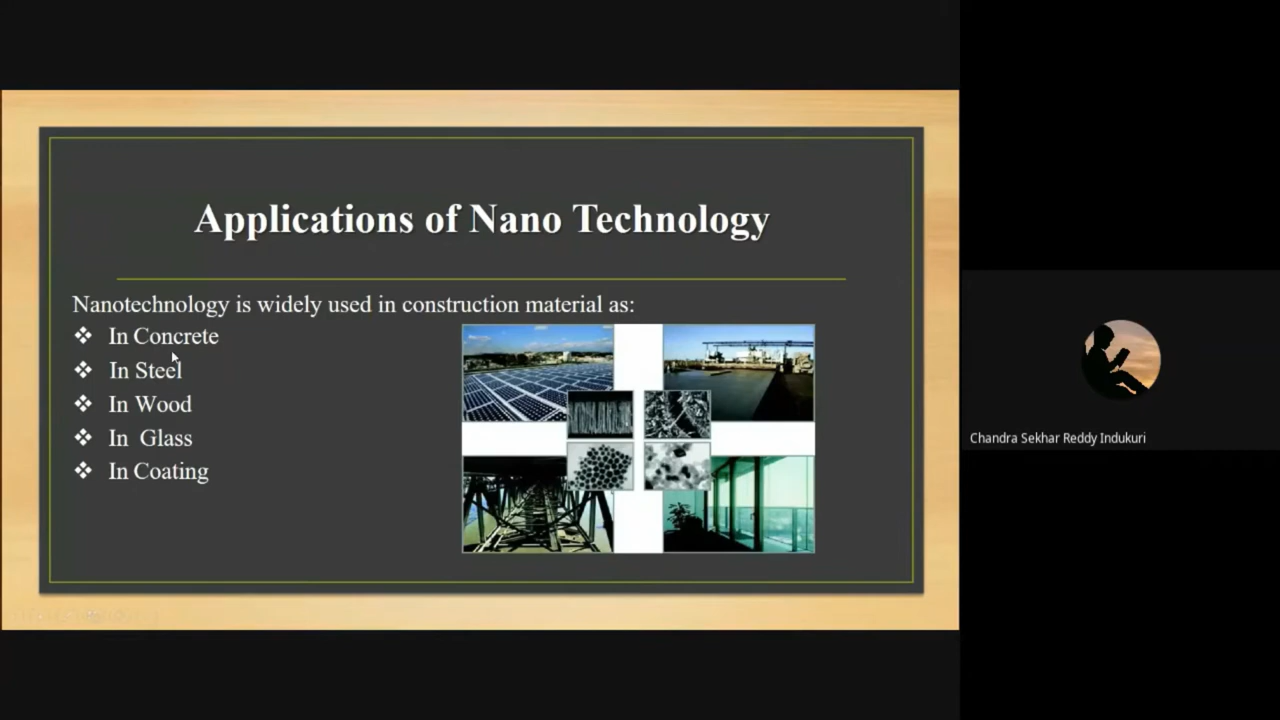 Applications of Nano Technology
Nanotechnology is widely used in construction material as:
❖ In Concrete
❖ In Steel
❖ In Wood
❖ In Glass
❖ In Coating
Chandra Sekhar Reddy Indukuri